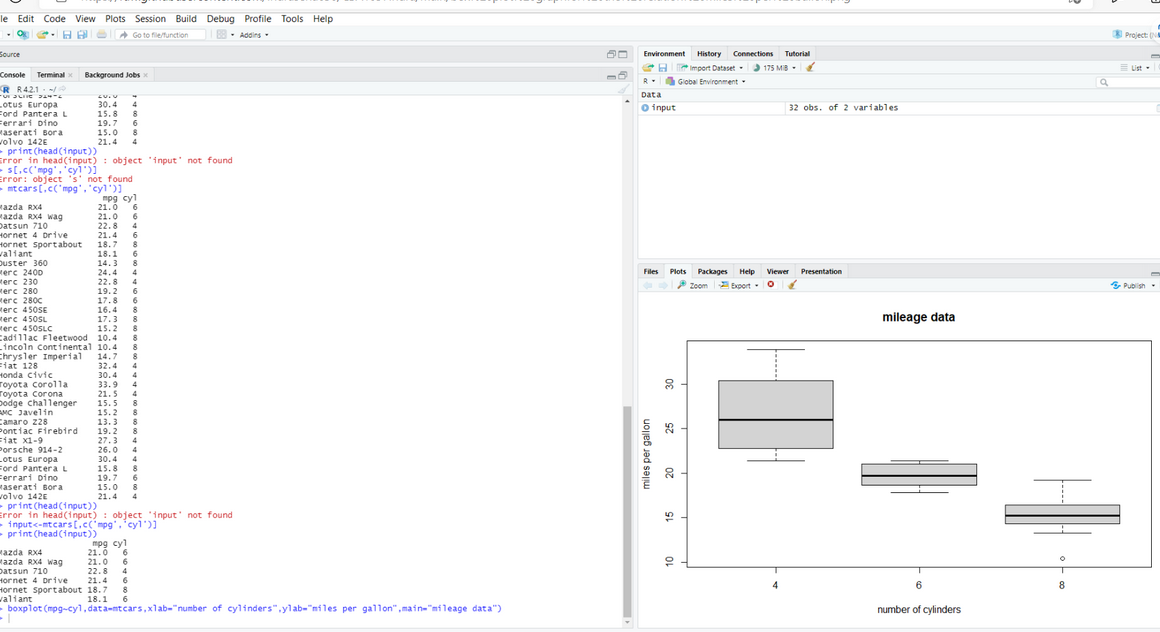 le Edit Code View Plots Session Build Debug Profile Tools Help
Go to file/function
Addins
Project: (N
Source
Console Terminal Background Jobs
R 4.2.1 · ~/
Lotus Europa 30.4 4
Ford Pantera L 15.8 8
Ferrari Dino 19.7 6
Maserati Bora 15.0 8
Volvo 142E 21.4 4
> print(head(input))
Error in head(input) : object 'input' not found
> s[,c('mpg','cyl')]
Error: object 's' not found
> mtcars[,c('mpg','cyl')]
mpg cyl
Mazda RX4 21.0 6
Mazda RX4 Wag 21.0 6
Datsun 710 22.8 4
Hornet 4 Drive 21.4 6
Hornet Sportabout 18.7 8
Valiant 18.1 6
Duster 360 14.3 8
Merc 240D 24.4 4
Merc 230 22.8 4
Merc 280 19.2 6
Merc 280C 17.8 6
Merc 450SE 16.4 8
Merc 450SL 17.3 8
Merc 450SLC 15.2 8
Cadillac Fleetwood 10.4 8
Lincoln Continental 10.4 8
Chrysler Imperial 14.7 8
Fiat 128 32.4 4
Honda Civic 30.4 4
Toyota Corolla 33.9 4
Toyota Corona 21.5 4
Dodge Challenger 15.5 8
AMC Javelin 15.2 8
Camaro Z28 13.3 8
Pontiac Firebird 19.2 8
Fiat X1-9 27.3 4
Porsche 914-2 26.0 4
Lotus Europa 30.4 4
Ford Pantera L 15.8 8
Ferrari Dino 19.7 6
Maserati Bora 15.0 8
Volvo 142E 21.4 4
> print(head(input))
Error in head(input) : object 'input' not found
> input<-mtcars[,c('mpg','cyl')]
> print(head(input))
mpg cyl
Mazda RX4 21.0 6
Mazda RX4 Wag 21.0 6
Datsun 710 22.8 4
Hornet 4 Drive 21.4 6
Hornet Sportabout 18.7 8
Valiant 18.1 6
> boxplot(mpg~cyl,data=mtcars,xlab="number of cylinders",ylab="miles per gallon",main="mileage data")
>
Environment History Connections Tutorial
Import Dataset 175 MiB List
R Global Environment
Data
input 32 obs. of 2 variables
Files Plots Packages Help Viewer Presentation
Zoom Export Publish
mileage data
miles per gallon
30
25
20
15
10
4 6 8
number of cylinders